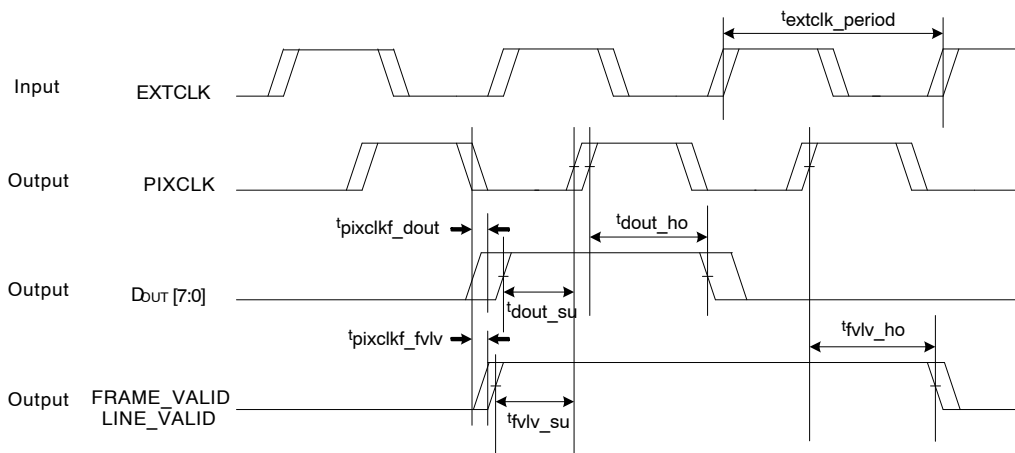 textclk_period
Input EXTCLK
Output PIXCLK
tpixclkf_dout
tdout_ho
Output DOUT [7:0]
tdout_su
tpixclkf_fvlv
tfvlv_ho
Output FRAME_VALID
LINE_VALID
tfvlv_su